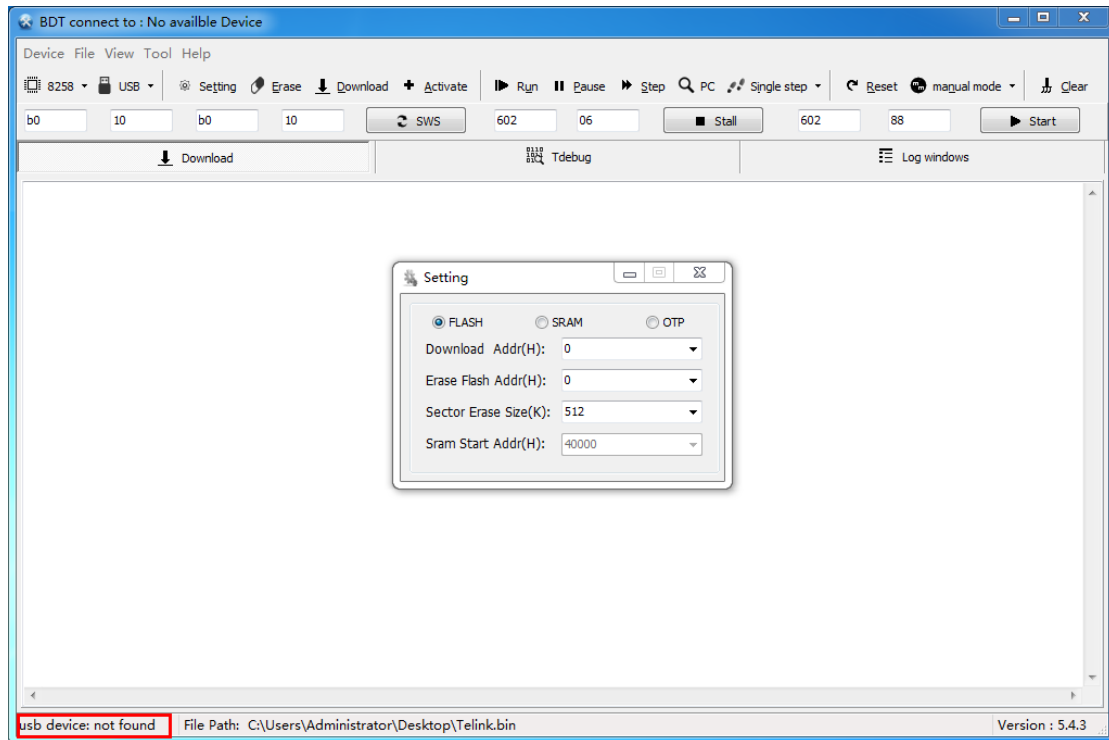 BDT connect to : No availble Device
Device File View Tool Help
8258 USB Setting Erase Download Activate Run Pause Step PC Single step Reset manual mode Clear
b0 10 b0 10 SWS 602 06 Stall 602 88 Start
Download Tdebug Log windows
Setting
FLASH SRAM OTP
Download Addr(H): 0
Erase Flash Addr(H): 0
Sector Erase Size(K): 512
Sram Start Addr(H): 40000
usb device: not found File Path: C:\Users\Administrator\Desktop\Telink.bin Version : 5.4.3